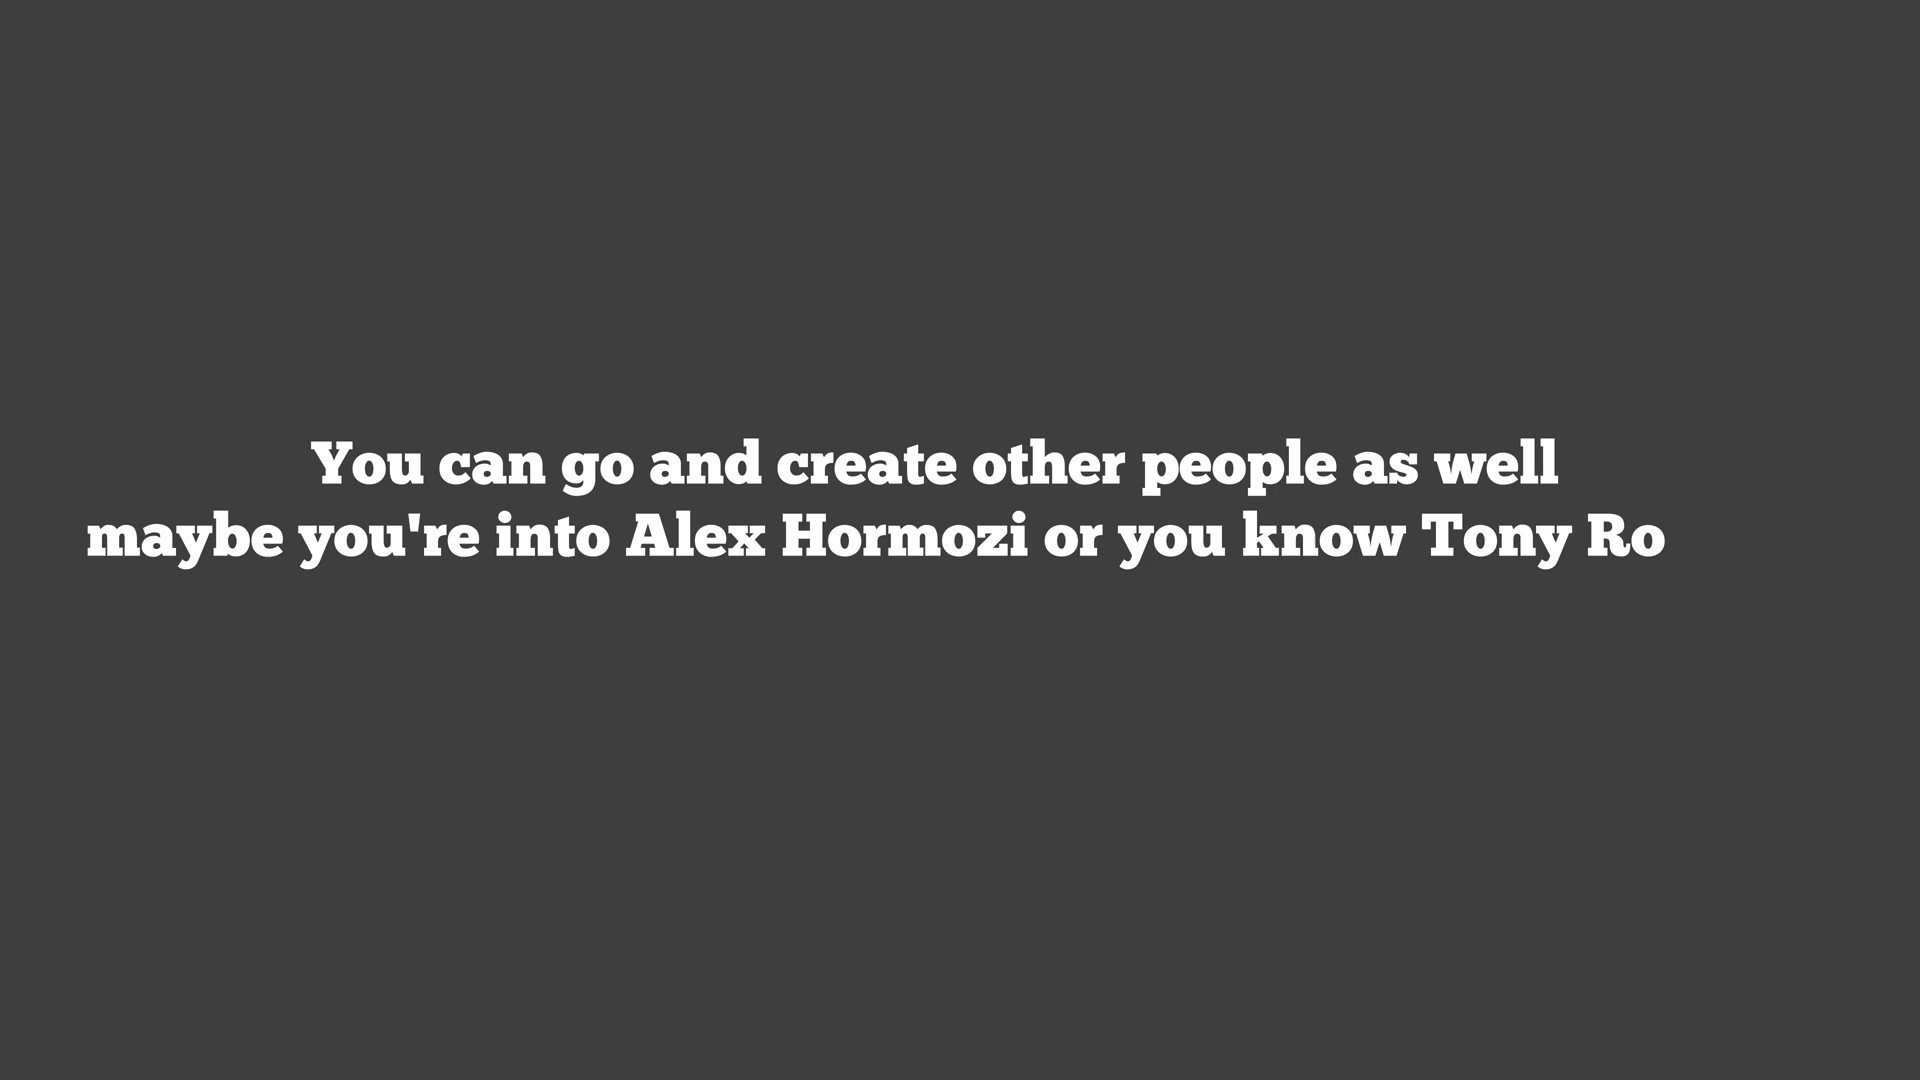 You can go and create other people as well
maybe you're into Alex Hormozi or you know Tony Ro